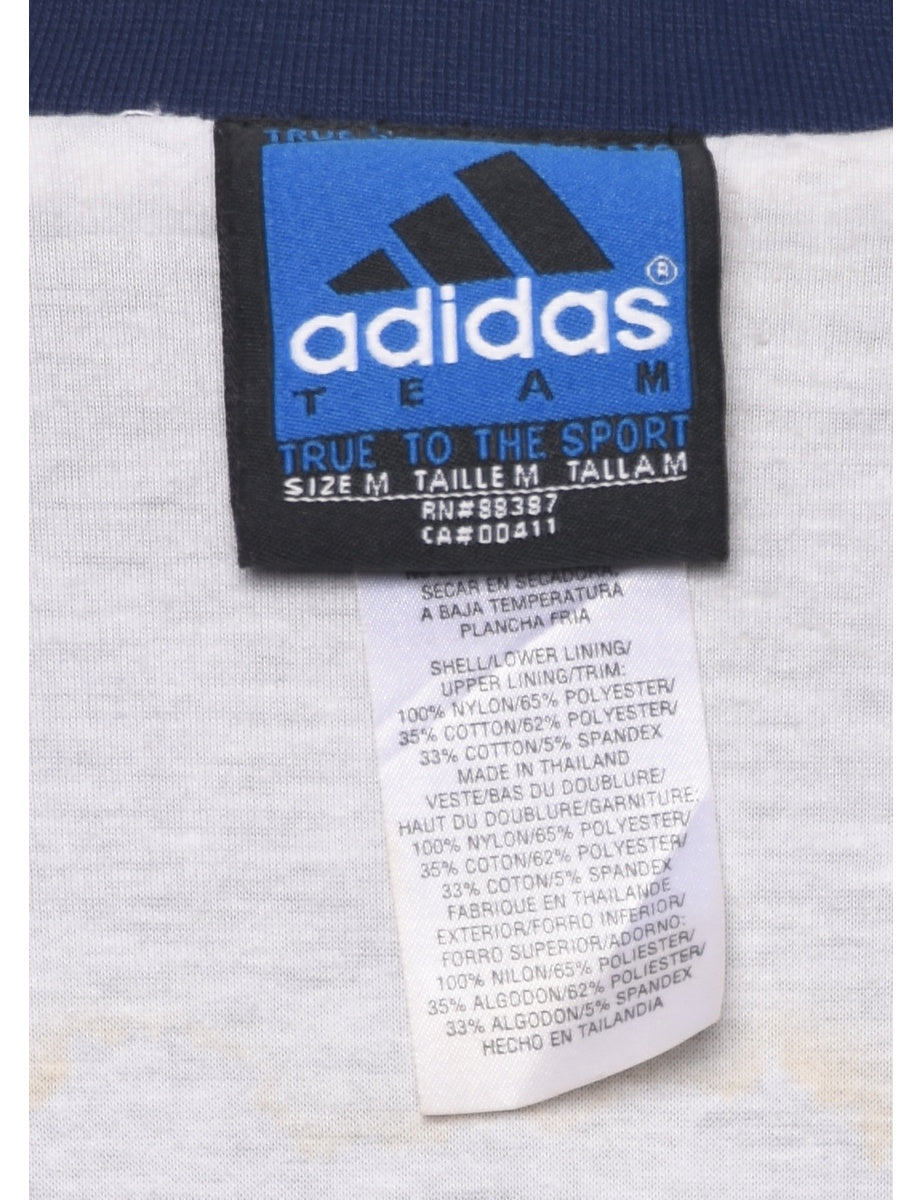 TRUE
adidas®
TEAM
TRUE TO THE SPORT
SIZE M TAILLE M TALLA M
RN#88387
CA#00411
SECAR EN SECADORA,
A BAJA TEMPERATURA
PLANCHA FRIA
SHELL/LOWER LINING/
UPPER LINING/TRIM:
100% NYLON/65% POLYESTER/
35% COTTON/62% POLYESTER/
33% COTTON/5% SPANDEX
MADE IN THAILAND
VESTE/BAS DU DOUBLURE/
HAUT DU DOUBLURE/GARNITURE:
100% NYLON/65% POLYESTER/
35% COTON/62% POLYESTER/
33% COTON/5% SPANDEX
FABRIQUE EN THAILANDE
EXTERIOR/FORRO INFERIOR/
FORRO SUPERIOR/ADORNO:
100% NILON/65% POLIESTER/
35% ALGODON/62% POLIESTER/
33% ALGODON/5% SPANDEX
HECHO EN TAILANDIA